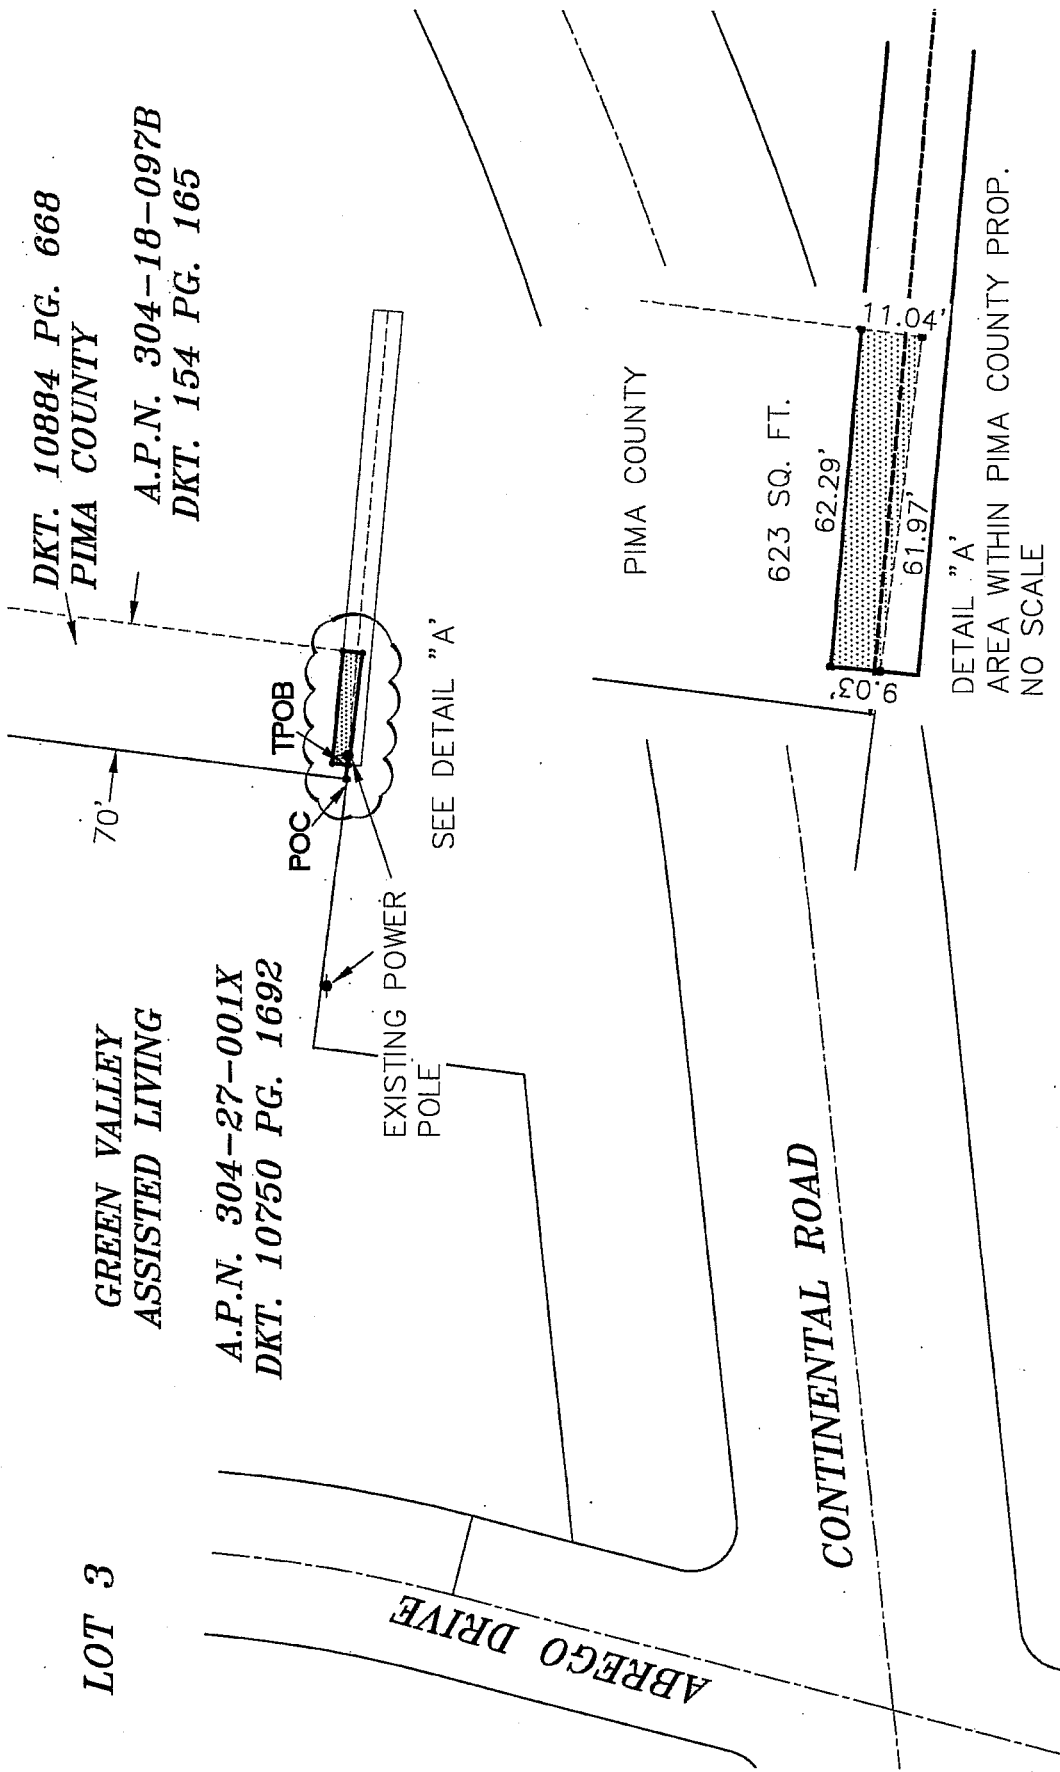 LOT 3
GREEN VALLEY
ASSISTED LIVING
A.P.N. 304-27-001X
DKT. 10750 PG. 1692
70'
DKT. 10884 PG. 668
PIMA COUNTY
A.P.N. 304-18-097B
DKT. 154 PG. 165
POC
TPOB
EXISTING POWER
POLE
SEE DETAIL "A'
ABREGO DRIVE
CONTINENTAL ROAD
PIMA COUNTY
623 SQ. FT.
62.29'
11.04'
9.03'
61.97'
DETAIL "A'
AREA WITHIN PIMA COUNTY PROP.
NO SCALE